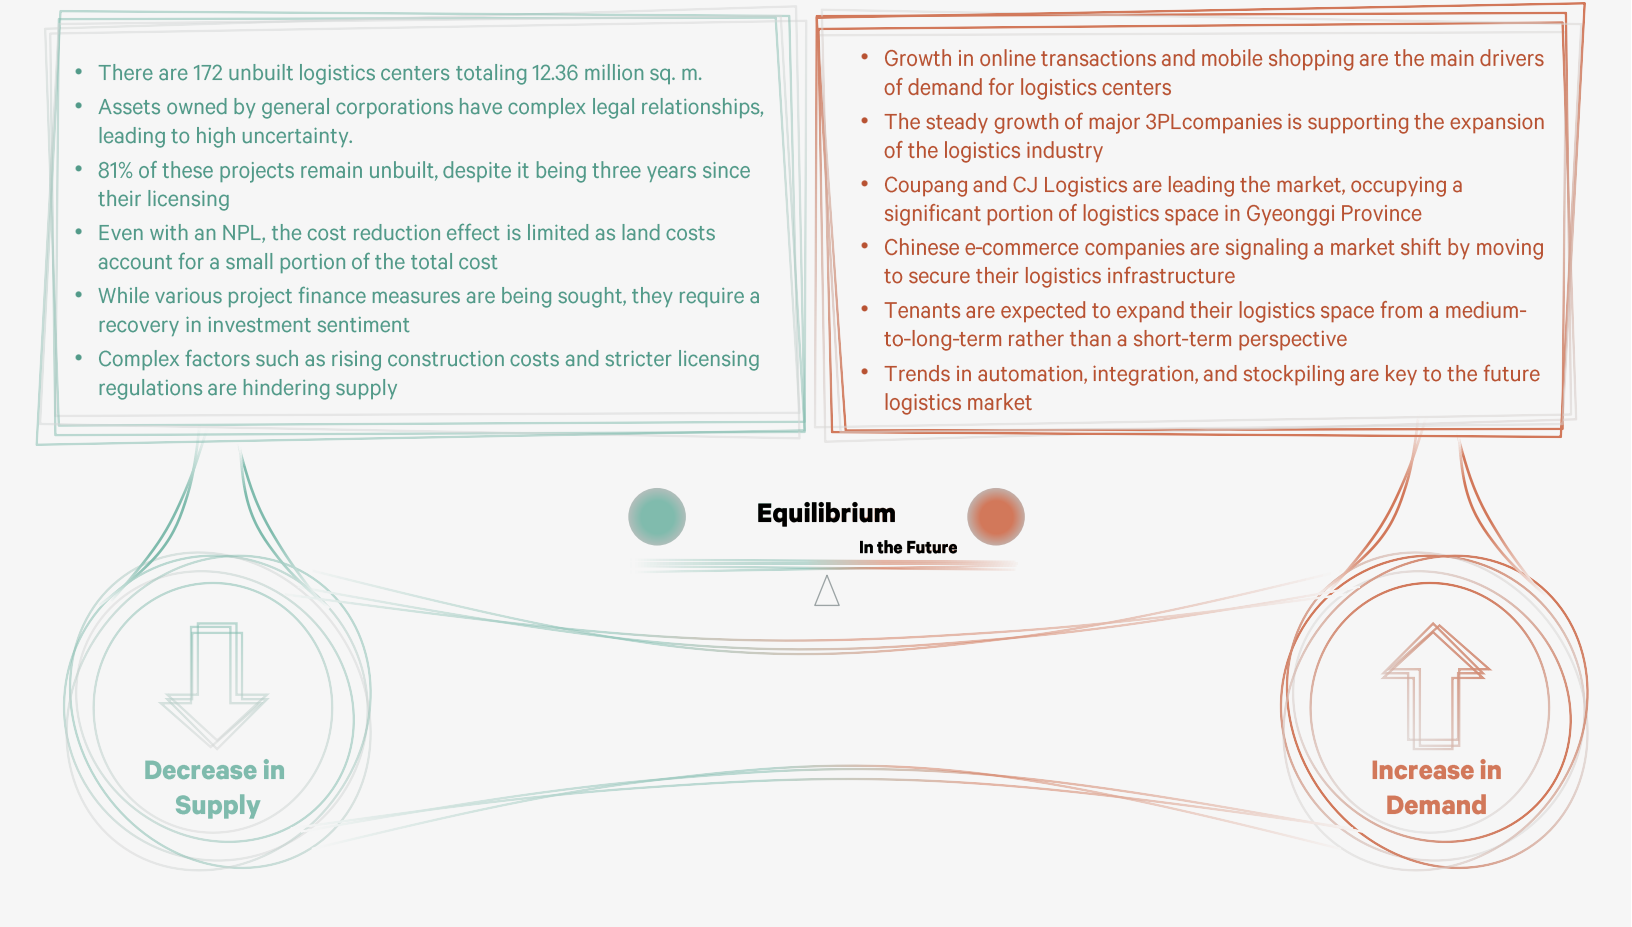 • There are 172 unbuilt logistics centers totaling 12.36 million sq. m.
• Assets owned by general corporations have complex legal relationships,
leading to high uncertainty.
• 81% of these projects remain unbuilt, despite it being three years since
their licensing
• Even with an NPL, the cost reduction effect is limited as land costs
account for a small portion of the total cost
• While various project finance measures are being sought, they require a
recovery in investment sentiment
• Complex factors such as rising construction costs and stricter licensing
regulations are hindering supply
• Growth in online transactions and mobile shopping are the main drivers
of demand for logistics centers
• The steady growth of major 3PLcompanies is supporting the expansion
of the logistics industry
• Coupang and CJ Logistics are leading the market, occupying a
significant portion of logistics space in Gyeonggi Province
• Chinese e-commerce companies are signaling a market shift by moving
to secure their logistics infrastructure
• Tenants are expected to expand their logistics space from a medium-
to-long-term rather than a short-term perspective
• Trends in automation, integration, and stockpiling are key to the future
logistics market
Equilibrium
In the Future
Decrease in
Supply
Increase in
Demand